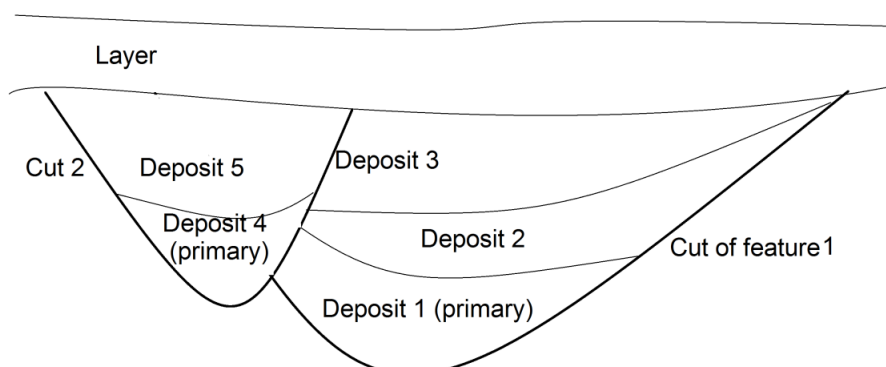 Layer
Cut 2
Deposit 5
Deposit 3
Deposit 4
(primary)
Deposit 2
Cut of feature 1
Deposit 1 (primary)